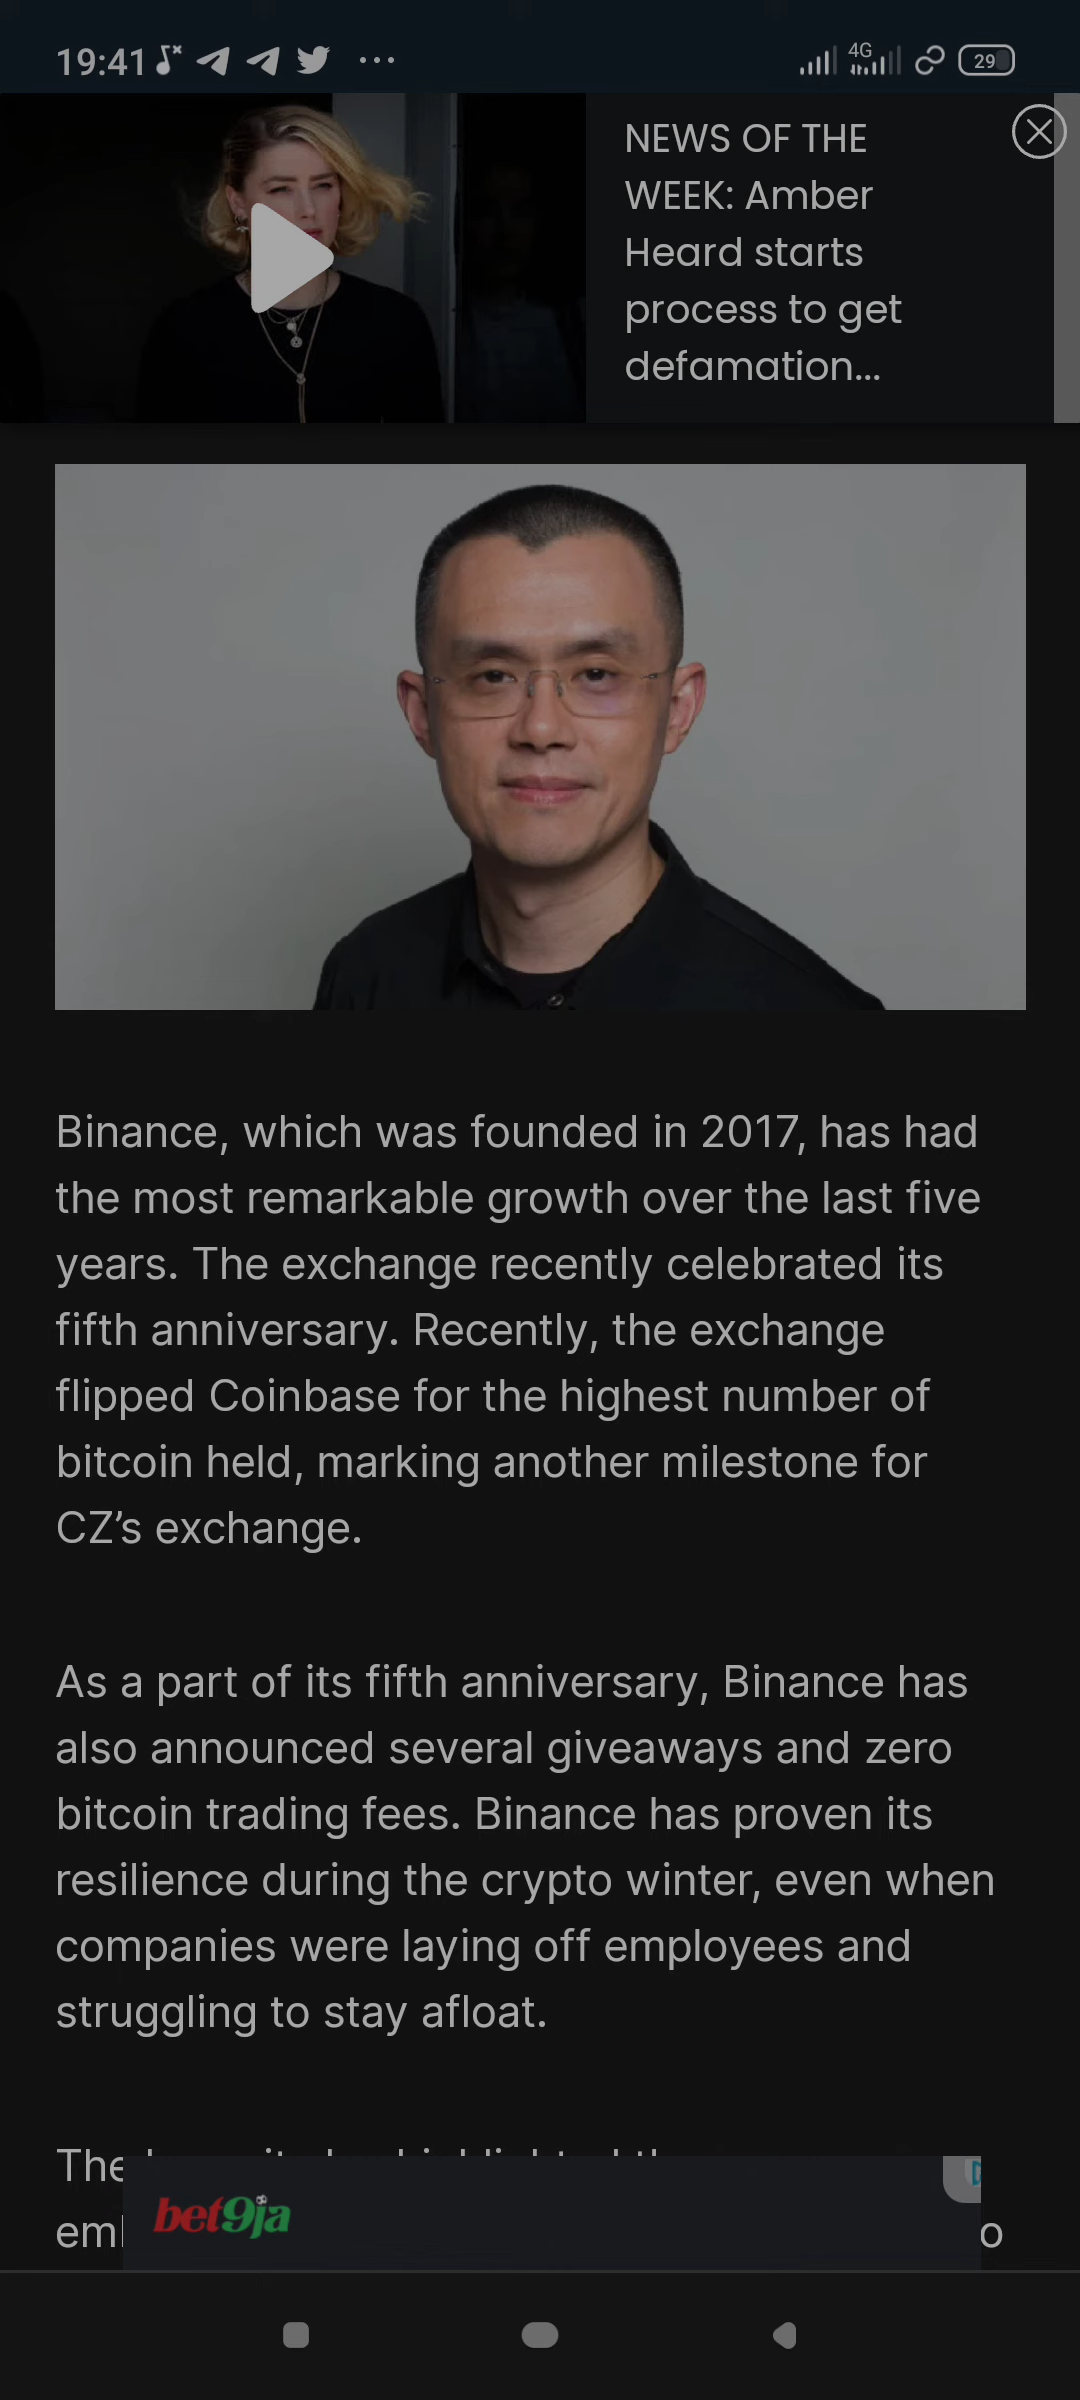 19:41
4G
29
NEWS OF THE
WEEK: Amber
Heard starts
process to get
defamation...
Binance, which was founded in 2017, has had
the most remarkable growth over the last five
years. The exchange recently celebrated its
fifth anniversary. Recently, the exchange
flipped Coinbase for the highest number of
bitcoin held, marking another milestone for
CZ’s exchange.
As a part of its fifth anniversary, Binance has
also announced several giveaways and zero
bitcoin trading fees. Binance has proven its
resilience during the crypto winter, even when
companies were laying off employees and
struggling to stay afloat.
The
bet9ja